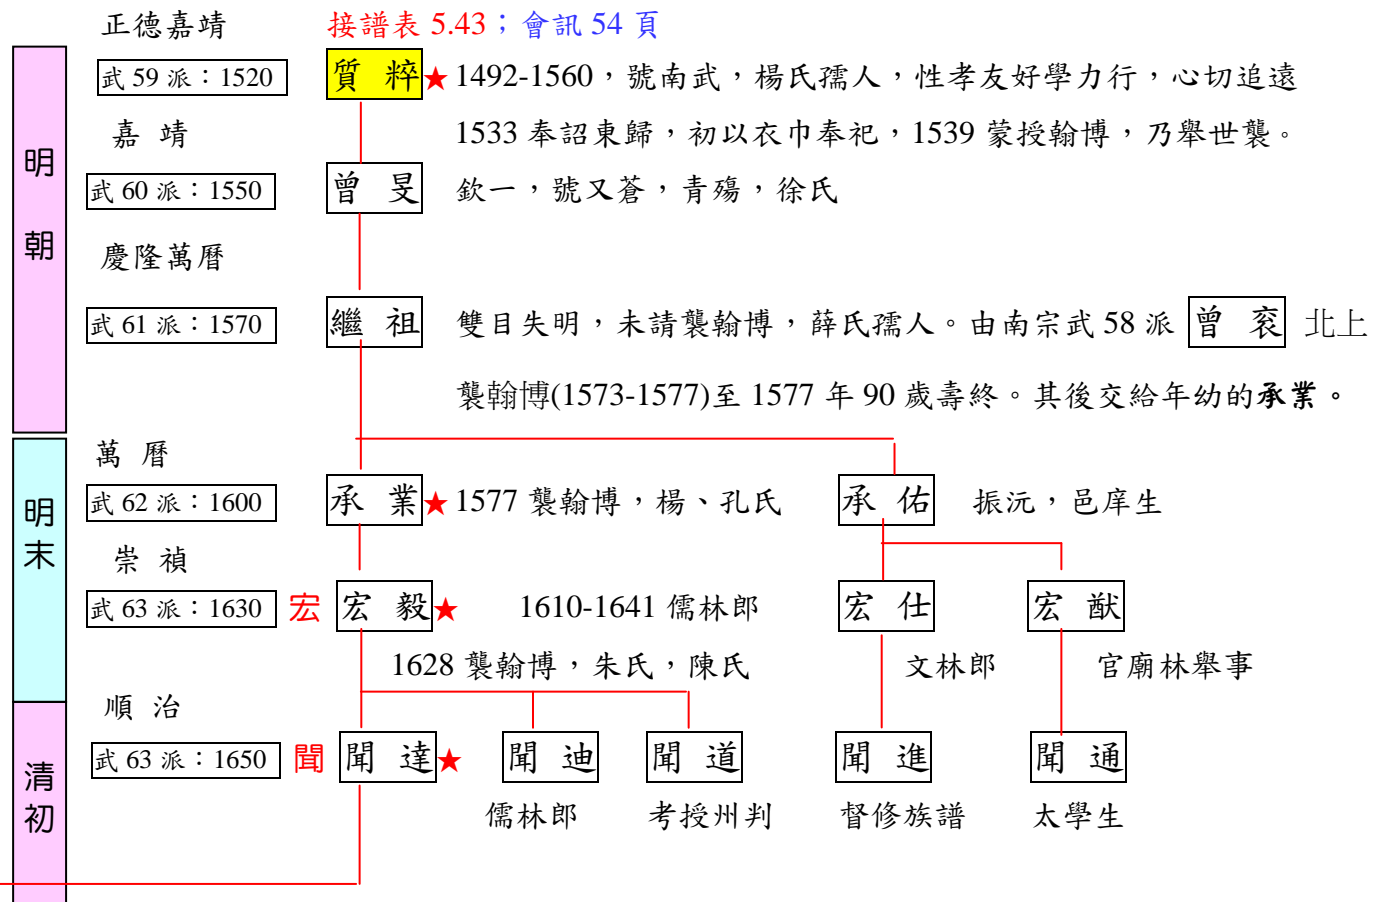 正德嘉靖 接譜表 5.43；會訊 54 頁
明朝
武 59 派：1520 質 粹★ 1492-1560，號南武，楊氏孺人，性孝友好學力行，心切追遠
嘉 靖 1533 奉詔東歸，初以衣巾奉祀，1539 蒙授翰博，乃舉世襲。
武 60 派：1550 曾 旻 欽一，號又蒼，青殤，徐氏
慶隆萬曆
武 61 派：1570 繼 祖 雙目失明，未請襲翰博，薛氏孺人。由南宗武 58 派 曾 袞 北上
襲翰博(1573-1577)至 1577 年 90 歲壽終。其後交給年幼的承業。
明末
萬 曆
武 62 派：1600 承 業★ 1577 襲翰博，楊、孔氏 承 佑 振沅，邑庠生
崇 禎
武 63 派：1630 宏 宏 毅★ 1610-1641 儒林郎 宏 仕 宏 猷
1628 襲翰博，朱氏，陳氏 文林郎 官廟林舉事
清初
順 治
武 63 派：1650 聞 聞 達★ 聞 迪 聞 道 聞 進 聞 通
儒林郎 考授州判 督修族譜 太學生